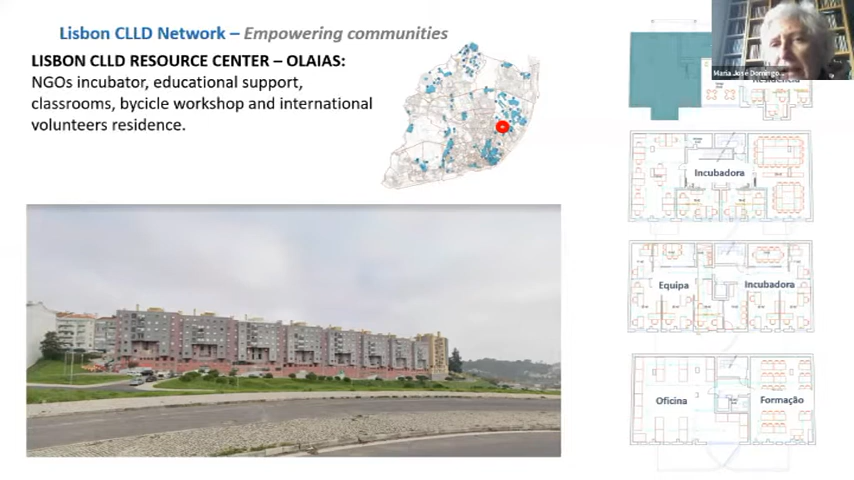 Lisbon CLLD Network – Empowering communities
LISBON CLLD RESOURCE CENTER – OLAIAS:
NGOs incubator, educational support,
classrooms, bycicle workshop and international
volunteers residence.
Maria José Domingo...
Residência
Incubadora
Equipa
Incubadora
Oficina
Formação